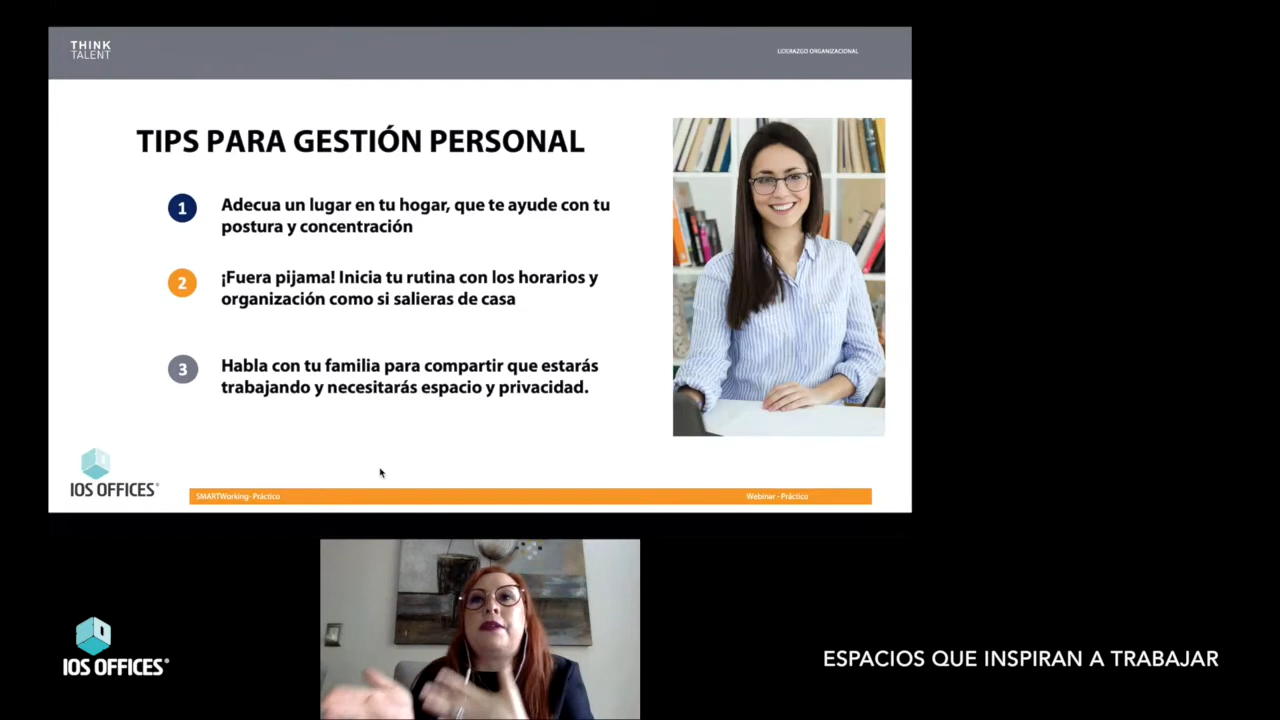 THINK
TALENT
LIDERAZGO ORGANIZACIONAL
TIPS PARA GESTIÓN PERSONAL
1
Adecua un lugar en tu hogar, que te ayude con tu
postura y concentración
2
¡Fuera pijama! Inicia tu rutina con los horarios y
organización como si salieras de casa
3
Habla con tu familia para compartir que estarás
trabajando y necesitarás espacio y privacidad.
IOS OFFICES®
SMARTWorking- Práctico
Webinar - Práctico
IOS OFFICES®
ESPACIOS QUE INSPIRAN A TRABAJAR